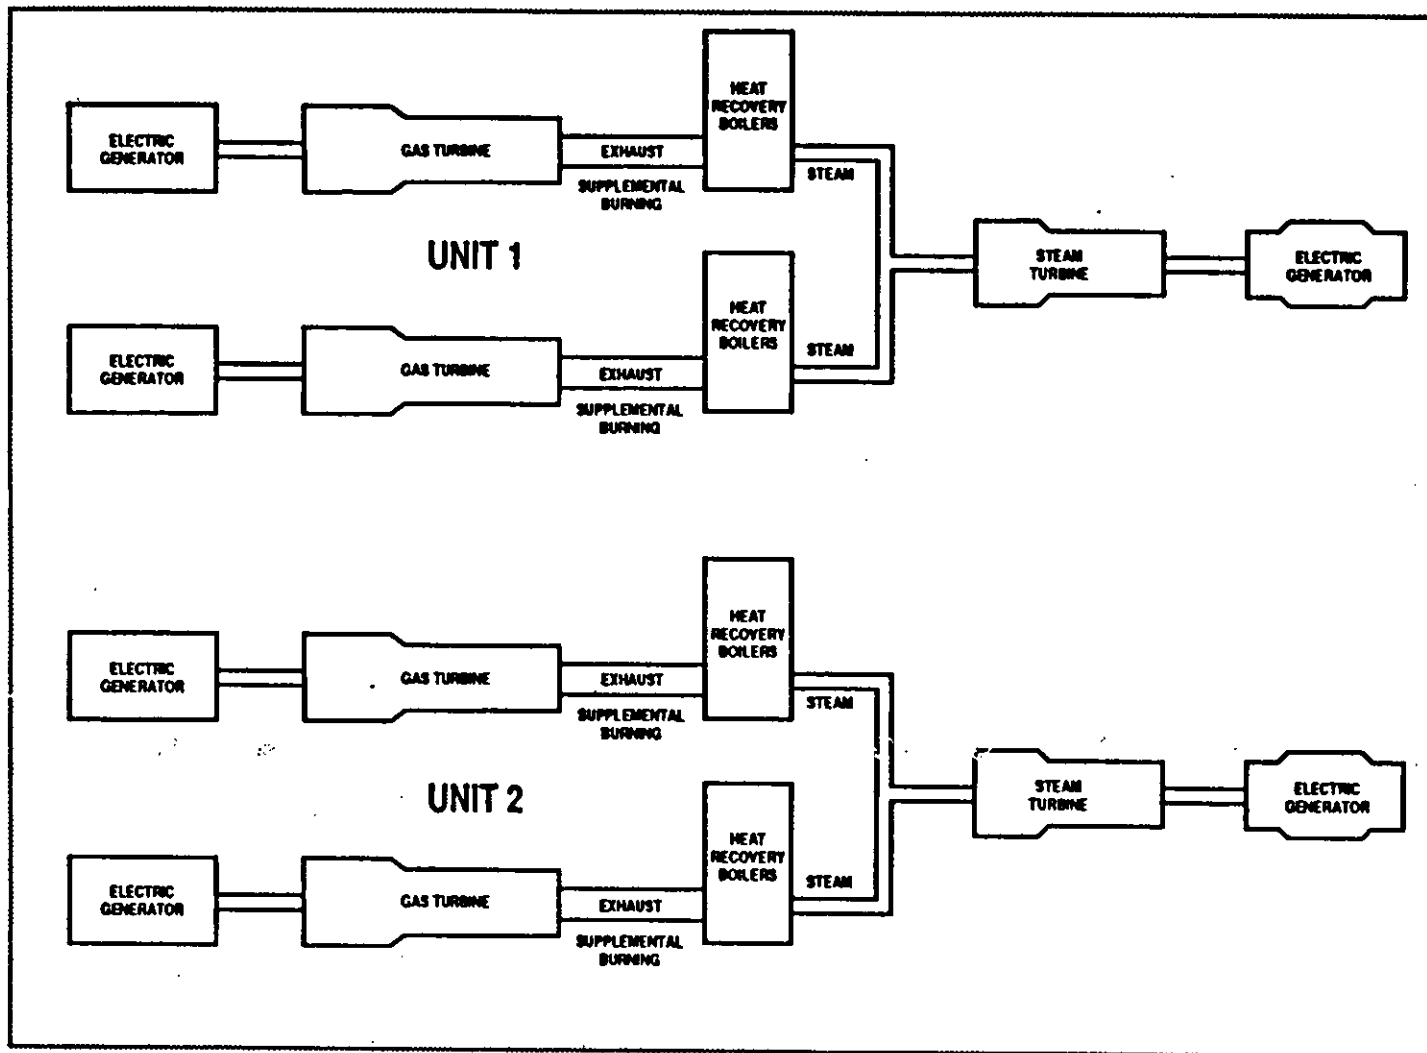 HEAT
RECOVERY
BOILERS
ELECTRIC
GENERATOR
GAS TURBINE
EXHAUST
STEAM
SUPPLEMENTAL
BURNING
UNIT 1
STEAM
TURBINE
ELECTRIC
GENERATOR
HEAT
RECOVERY
BOILERS
ELECTRIC
GENERATOR
GAS TURBINE
EXHAUST
STEAM
SUPPLEMENTAL
BURNING
HEAT
RECOVERY
BOILERS
ELECTRIC
GENERATOR
GAS TURBINE
EXHAUST
STEAM
SUPPLEMENTAL
BURNING
UNIT 2
STEAM
TURBINE
ELECTRIC
GENERATOR
HEAT
RECOVERY
BOILERS
ELECTRIC
GENERATOR
GAS TURBINE
EXHAUST
STEAM
SUPPLEMENTAL
BURNING